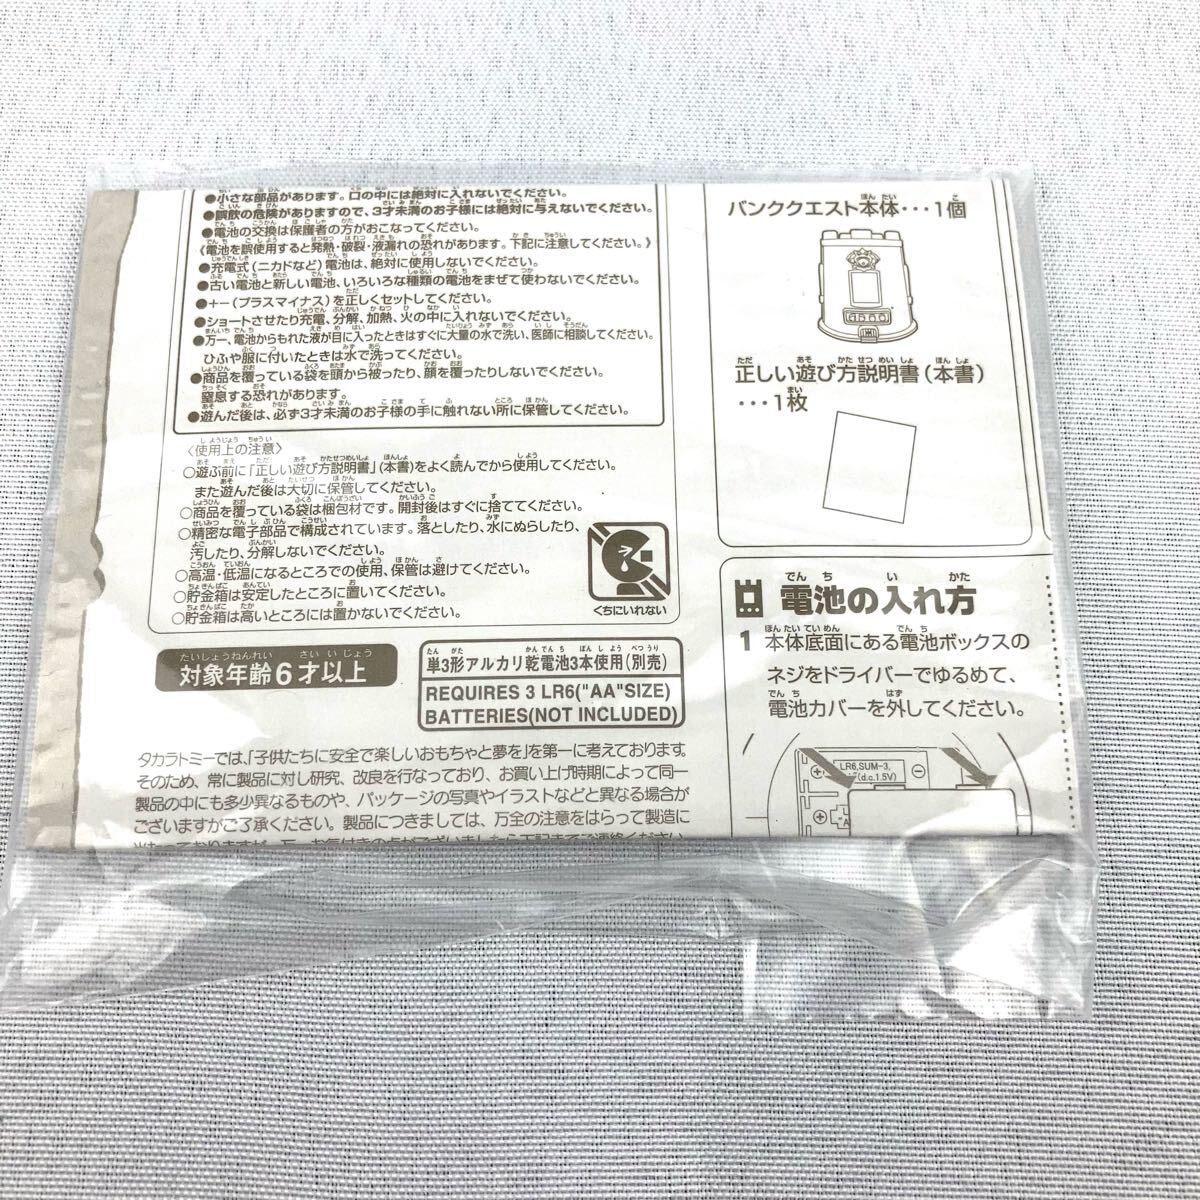 ●小さな部品があります。口の中には絶対に入れないでください。
●誤飲の危険がありますので、3才未満のお子様には絶対に与えないでください。
●電池の交換は保護者の方がおこなってください。
《電池を誤使用すると発熱・破裂・液漏れの恐れがあります。下記に注意してください。》
●充電式(ニカドなど)電池は、絶対に使用しないでください。
●古い電池と新しい電池、いろいろな種類の電池をまぜて使わないでください。
●+−(プラスマイナス)を正しくセットしてください。
●ショートさせたり充電、分解、加熱、火の中に入れないでください。
●万一、電池からもれた液が目に入ったときはすぐに大量の水で洗い、医師に相談してください。
ひふや服に付いたときは水で洗ってください。
●商品を覆っている袋を頭から被ったり、顔を覆ったりしないでください。
窒息する恐れがあります。
●遊んだ後は、必ず3才未満のお子様の手に触れない所に保管してください。
〈使用上の注意〉
○遊ぶ前に「正しい遊び方説明書」(本書)をよく読んでから使用してください。
また遊んだ後は大切に保管してください。
○商品を覆っている袋は梱包材です。開封後はすぐに捨ててください。
○精密な電子部品で構成されています。落としたり、水にぬらしたり、
汚したり、分解しないでください。
○高温・低温になるところでの使用、保管は避けてください。
○貯金箱は安定したところに置いてください。
○貯金箱は高いところには置かないでください。
くちにいれない
対象年齢6才以上
単3形アルカリ乾電池3本使用(別売)
REQUIRES 3 LR6("AA"SIZE)
BATTERIES(NOT INCLUDED)
タカラトミーでは、「子供たちに安全で楽しいおもちゃと夢を」を第一に考えております。
そのため、常に製品に対し研究、改良を行なっており、お買い上げ時期によって同一
製品の中にも多少異なるものや、パッケージの写真やイラストなどと異なる場合が
ございますがご了承ください。製品につきましては、万全の注意をはらって製造に
バンククエスト本体・・・1個
正しい遊び方説明書(本書)
・・・1枚
電池の入れ方
1 本体底面にある電池ボックスの
ネジをドライバーでゆるめて、
電池カバーを外してください。
LR6,SUM-3,
(d.c.1.5V)